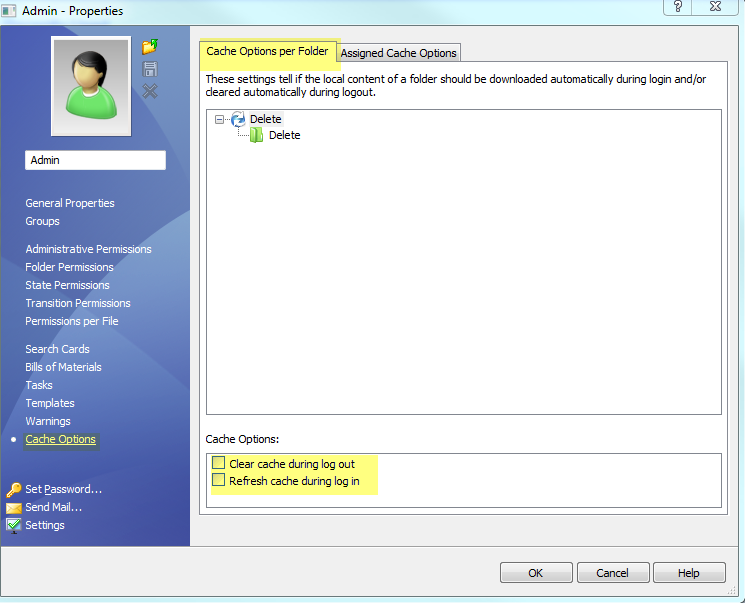 Admin - Properties
?
Admin
General Properties
Groups
Administrative Permissions
Folder Permissions
State Permissions
Transition Permissions
Permissions per File
Search Cards
Bills of Materials
Tasks
Templates
Warnings
Cache Options
Set Password...
Send Mail...
Settings
Cache Options per Folder
Assigned Cache Options
These settings tell if the local content of a folder should be downloaded automatically during login and/or
cleared automatically during logout.
Delete
Delete
Cache Options:
Clear cache during log out
Refresh cache during log in
OK
Cancel
Help